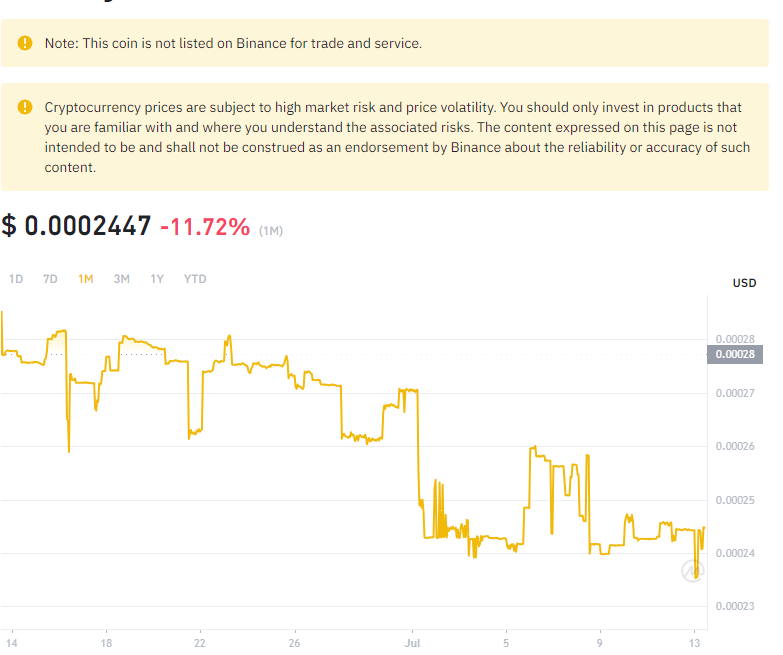 Note: This coin is not listed on Binance for trade and service.
Cryptocurrency prices are subject to high market risk and price volatility. You should only invest in products that
you are familiar with and where you understand the associated risks. The content expressed on this page is not
intended to be and shall not be construed as an endorsement by Binance about the reliability or accuracy of such
content.
$ 0.0002447 -11.72% (1M)
1D 7D 1M 3M 1Y YTD
USD
0.00028
0.00028
0.00027
0.00026
0.00025
0.00024
0.00023
14 18 22 26 Jul 5 9 13